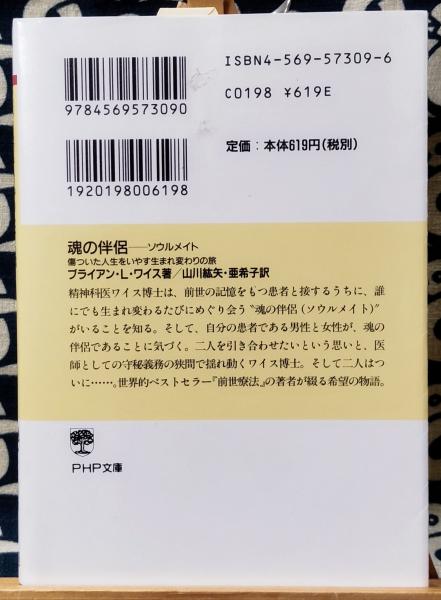 ISBN4-569-57309-6
9784569573090
C0198 ¥619E
定価：本体619円(税別)
1920198006198
魂の伴侶──ソウルメイト
傷ついた人生をいやす生まれ変わりの旅
ブライアン・L・ワイス著／山川紘矢・亜希子訳
精神科医ワイス博士は、前世の記憶をもつ患者と接するうちに、誰
にでも生まれ変わるたびにめぐり会う“魂の伴侶(ソウルメイト)”
がいることを知る。そして、自分の患者である男性と女性が、魂の
伴侶であることに気づく。二人を引き合わせたいという思いと、医
師としての守秘義務の狭間で揺れ動くワイス博士。そして二人はつ
いに……。世界的ベストセラー『前世療法』の著者が綴る希望の物語。
PHP文庫